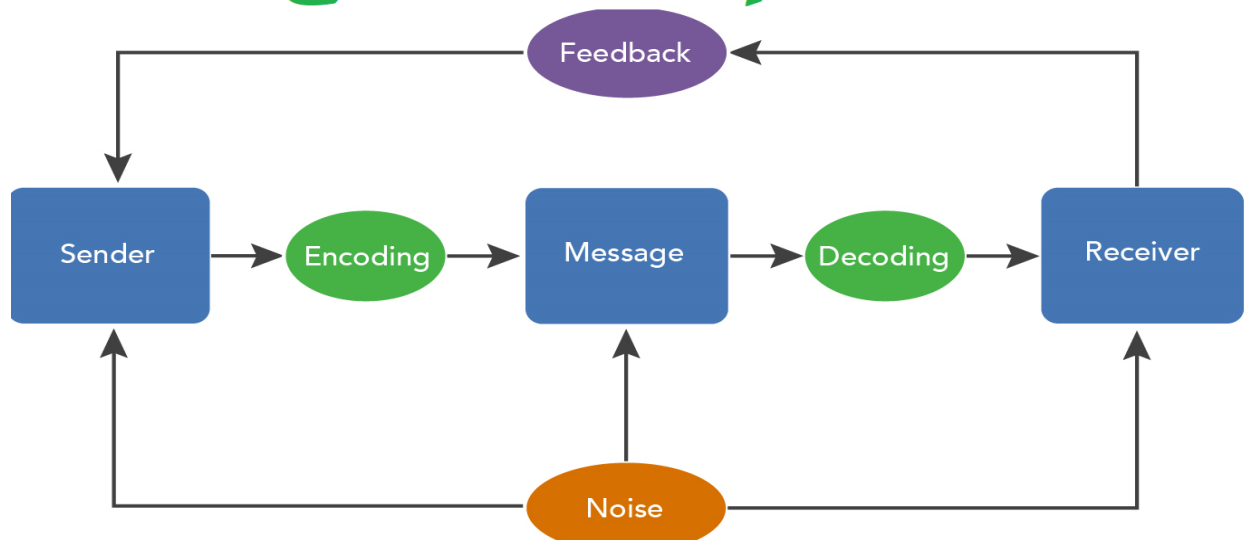 Feedback
Sender
Encoding
Message
Decoding
Receiver
Noise